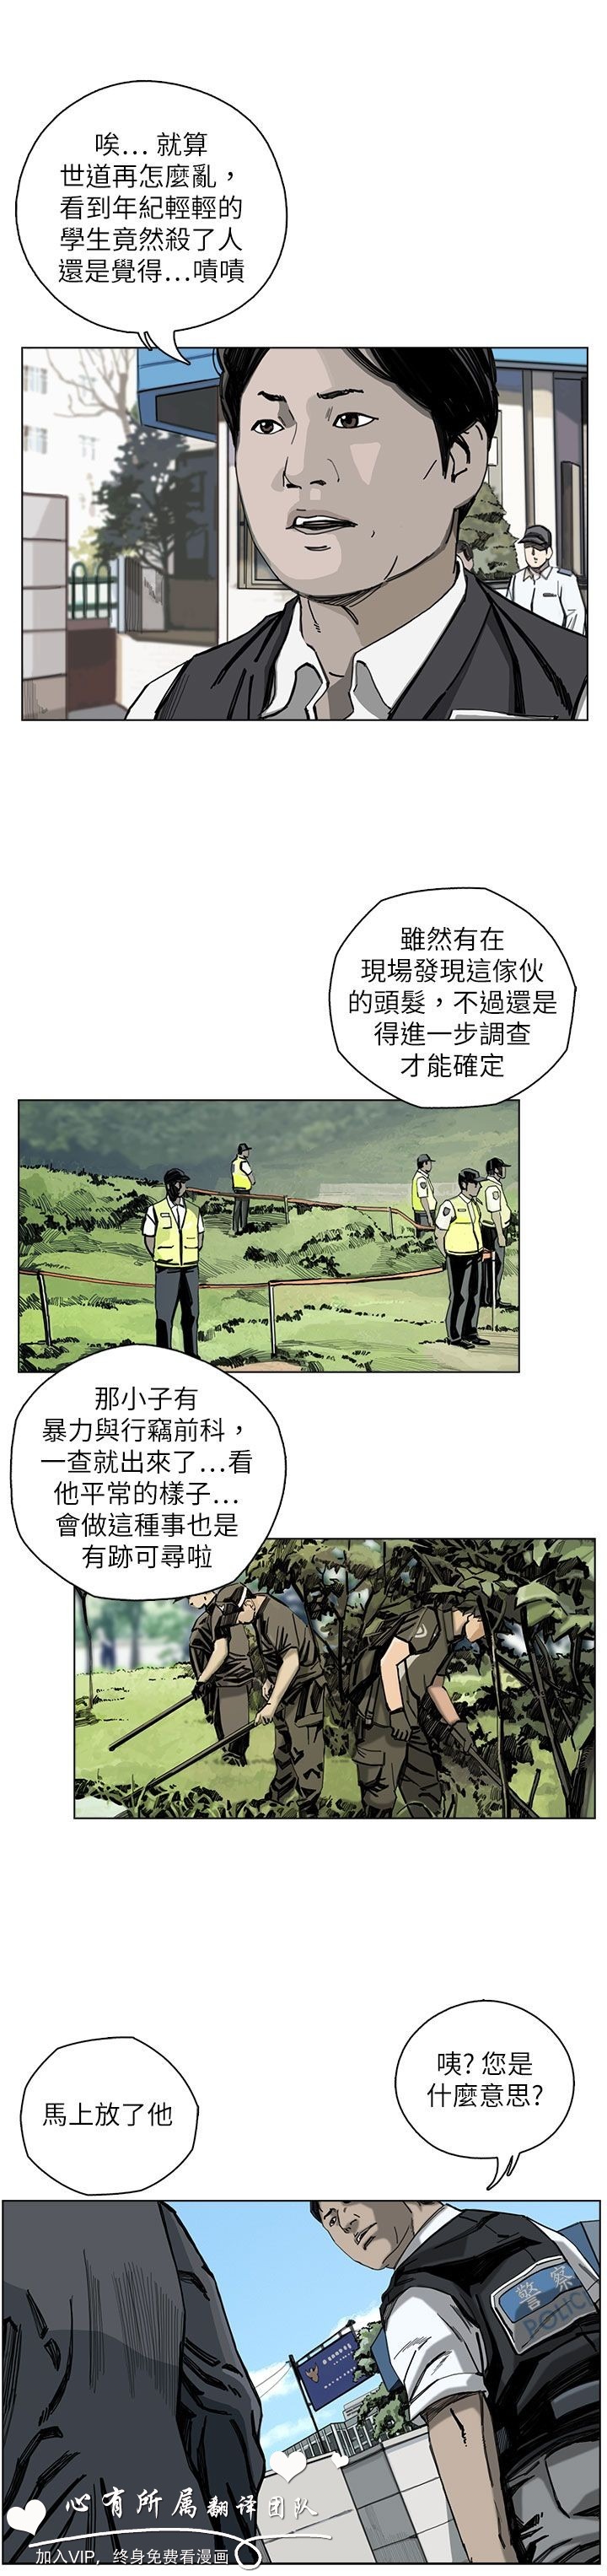 唉... 就算
世道再怎麼亂，
看到年紀輕輕的
學生竟然殺了人
還是覺得...嘖嘖
雖然有在
現場發現這傢伙
的頭髮，不過還是
得進一步調查
才能確定
那小子有
暴力與行竊前科，
一查就出來了...看
他平常的樣子...
會做這種事也是
有跡可尋啦
咦? 您是
什麼意思?
馬上放了他
警察
POLIC
心有所属翻译团队
加入VIP，终身免费看漫画